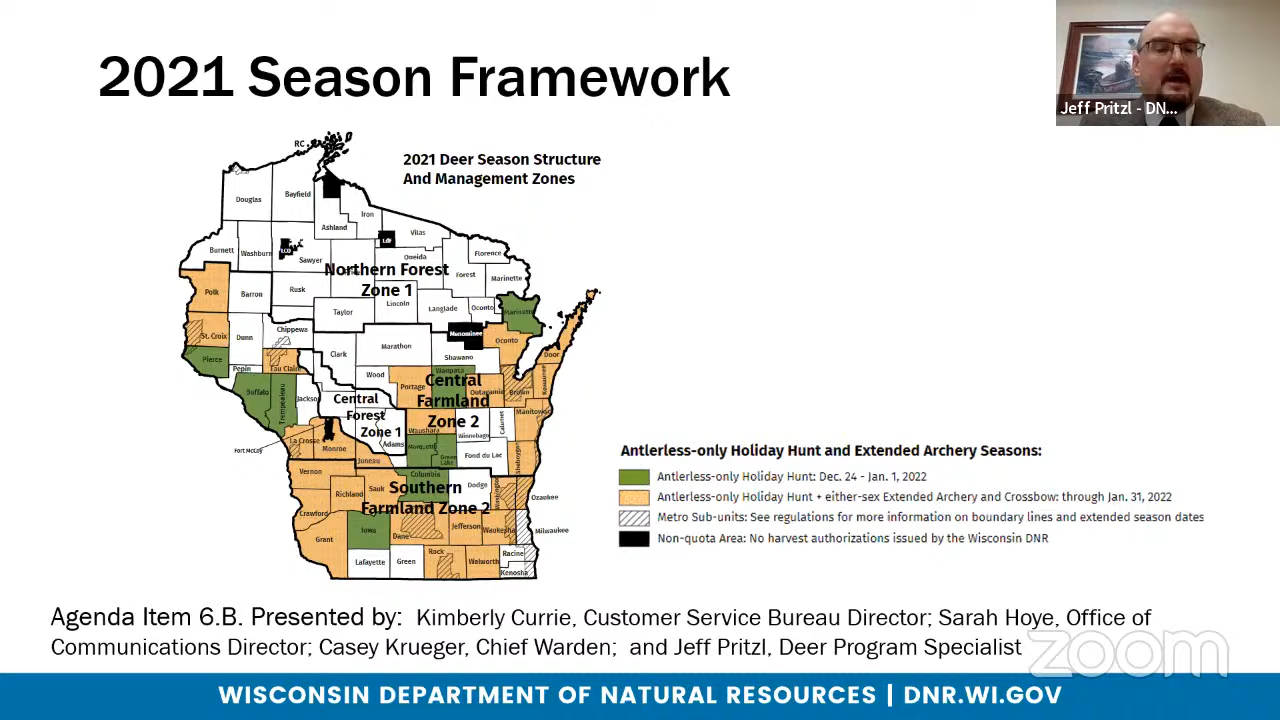 2021 Season Framework
Jeff Pritzl - DN...
2021 Deer Season Structure
And Management Zones
RC
Douglas
Bayfield
Ashland
Iron
Vilas
LdF
Burnett
Washburn
Sawyer
Oneida
Florence
Northern Forest
Zone 1
Forest
Marinette
Polk
Barron
Rusk
Lincoln
Langlade
Oconto
Marinette
Taylor
St. Croix
Dunn
Chippewa
Menominee
Oconto
Clark
Marathon
Shawano
Door
Pierce
Pepin
Eau Claire
Wood
Portage
Waupaca
Central
Farmland
Zone 2
Outagamie
Brown
Kewaunee
Buffalo
Trempealeau
Jackson
Central
Forest
Zone 1
Adams
Waushara
Winnebago
Calumet
Manitowoc
La Crosse
Monroe
Fort McCoy
Juneau
Marquette
Green
Lake
Fond du Lac
Sheboygan
Vernon
Richland
Sauk
Columbia
Dodge
Washington
Ozaukee
Southern
Farmland Zone 2
Crawford
Grant
Iowa
Dane
Jefferson
Waukesha
Milwaukee
Lafayette
Green
Rock
Walworth
Racine
Kenosha
Antlerless-only Holiday Hunt and Extended Archery Seasons:
Antlerless-only Holiday Hunt: Dec. 24 - Jan. 1, 2022
Antlerless-only Holiday Hunt + either-sex Extended Archery and Crossbow: through Jan. 31, 2022
Metro Sub-units: See regulations for more information on boundary lines and extended season dates
Non-quota Area: No harvest authorizations issued by the Wisconsin DNR
Agenda Item 6.B. Presented by: Kimberly Currie, Customer Service Bureau Director; Sarah Hoye, Office of
Communications Director; Casey Krueger, Chief Warden; and Jeff Pritzl, Deer Program Specialist
zoom
WISCONSIN DEPARTMENT OF NATURAL RESOURCES | DNR.WI.GOV